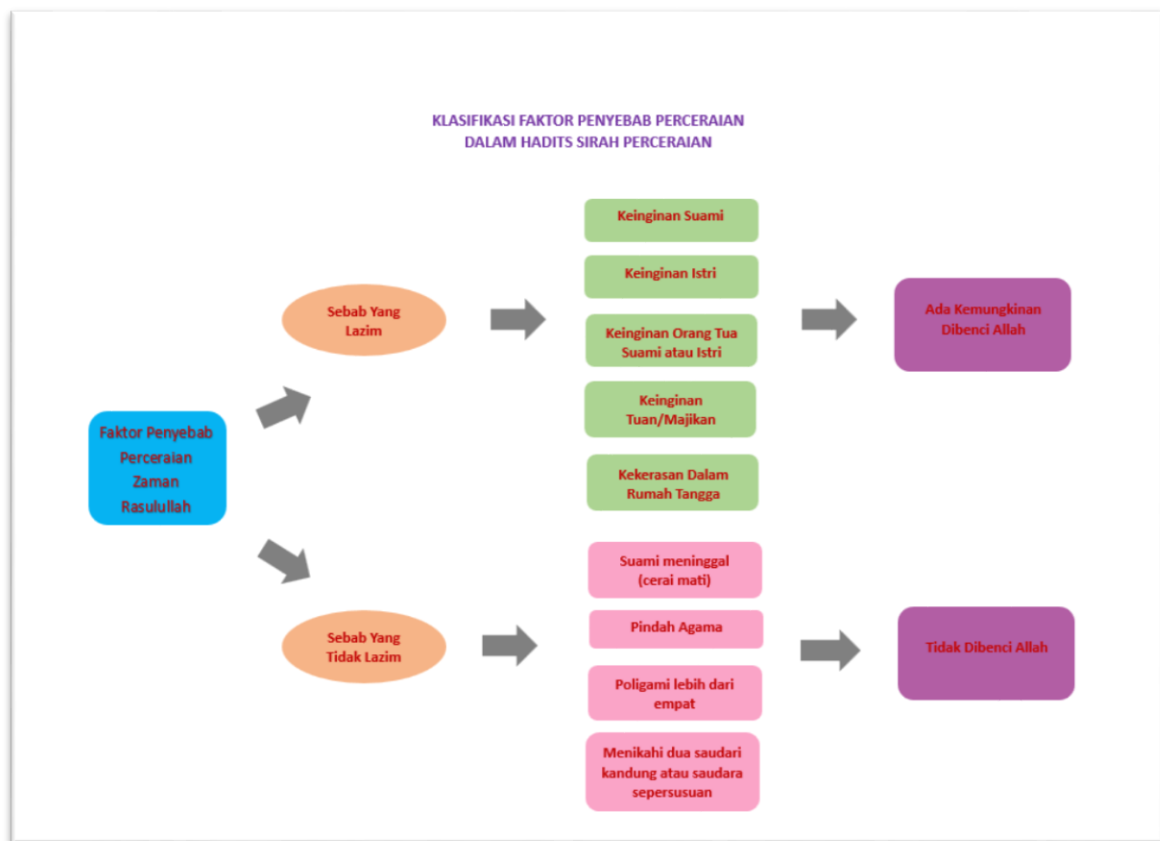 KLASIFIKASI FAKTOR PENYEBAB PERCERAIAN
DALAM HADITS SIRAH PERCERAIAN
Faktor Penyebab
Perceraian
Zaman
Rasulullah
Sebab Yang
Lazim
Keinginan Suami
Keinginan Istri
Keinginan Orang Tua
Suami atau Istri
Keinginan
Tuan/Majikan
Kekerasan Dalam
Rumah Tangga
Ada Kemungkinan
Dibenci Allah
Sebab Yang
Tidak Lazim
Suami meninggal
(cerai mati)
Pindah Agama
Poligami lebih dari
empat
Menikahi dua saudari
kandung atau saudara
sepersusuan
Tidak Dibenci Allah